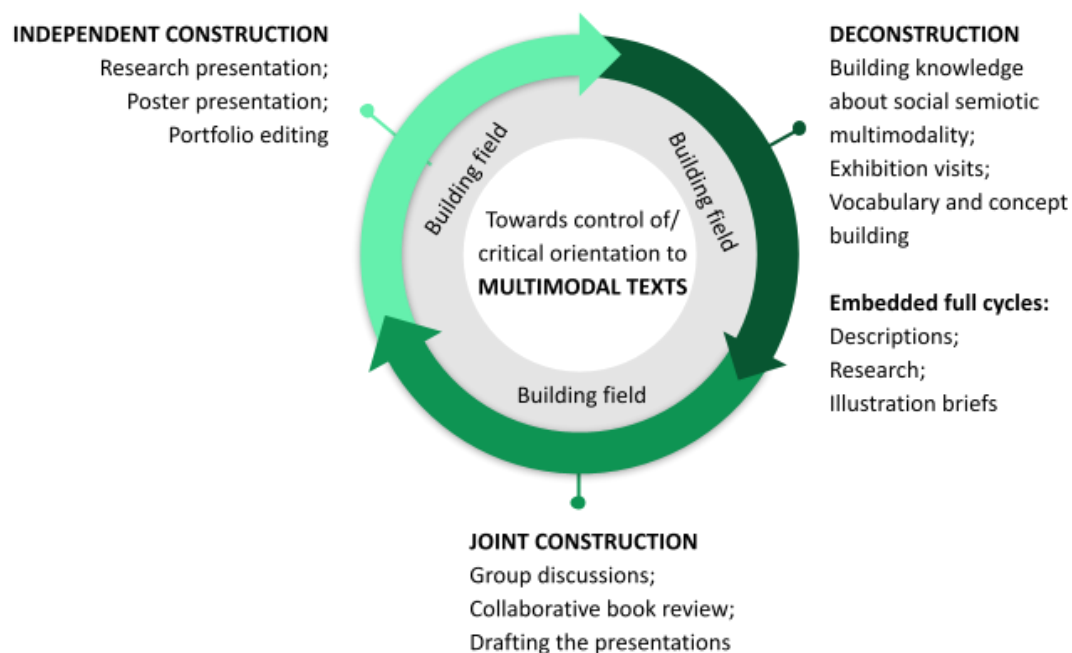 INDEPENDENT CONSTRUCTION
Research presentation;
Poster presentation;
Portfolio editing
DECONSTRUCTION
Building knowledge
about social semiotic
multimodality;
Exhibition visits;
Vocabulary and concept
building
Embedded full cycles:
Descriptions;
Research;
Illustration briefs
Building field
Building field
Towards control of/
critical orientation to
MULTIMODAL TEXTS
Building field
JOINT CONSTRUCTION
Group discussions;
Collaborative book review;
Drafting the presentations